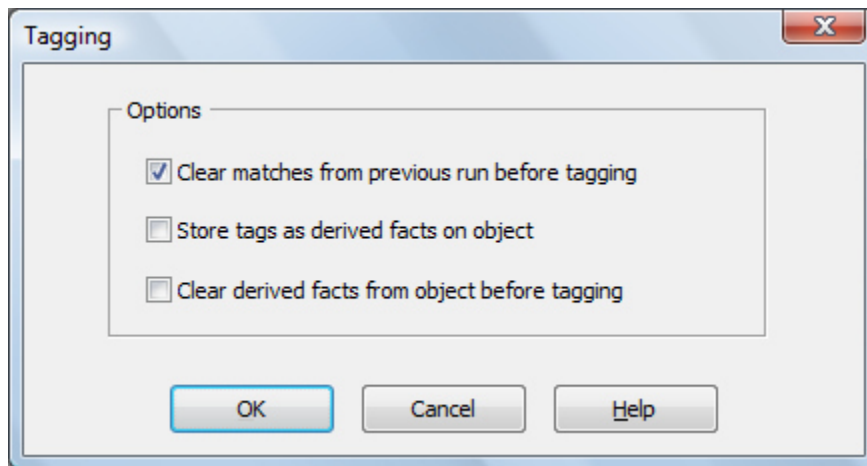 Tagging
Options
Clear matches from previous run before tagging
Store tags as derived facts on object
Clear derived facts from object before tagging
OK Cancel Help